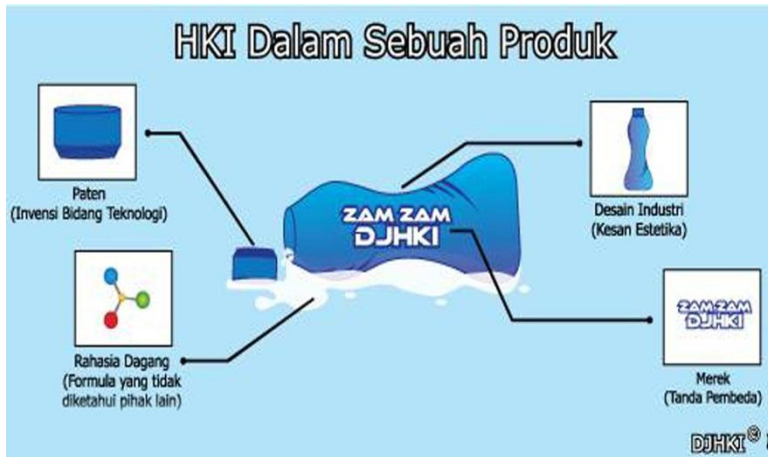 HKI Dalam Sebuah Produk
Paten
(Invensi Bidang Teknologi)
Desain Industri
(Kesan Estetika)
ZAM ZAM
DJHKI
Rahasia Dagang
(Formula yang tidak
diketahui pihak lain)
ZAM-ZAM
DJHKI
Merek
(Tanda Pembeda)
DJHKI ©